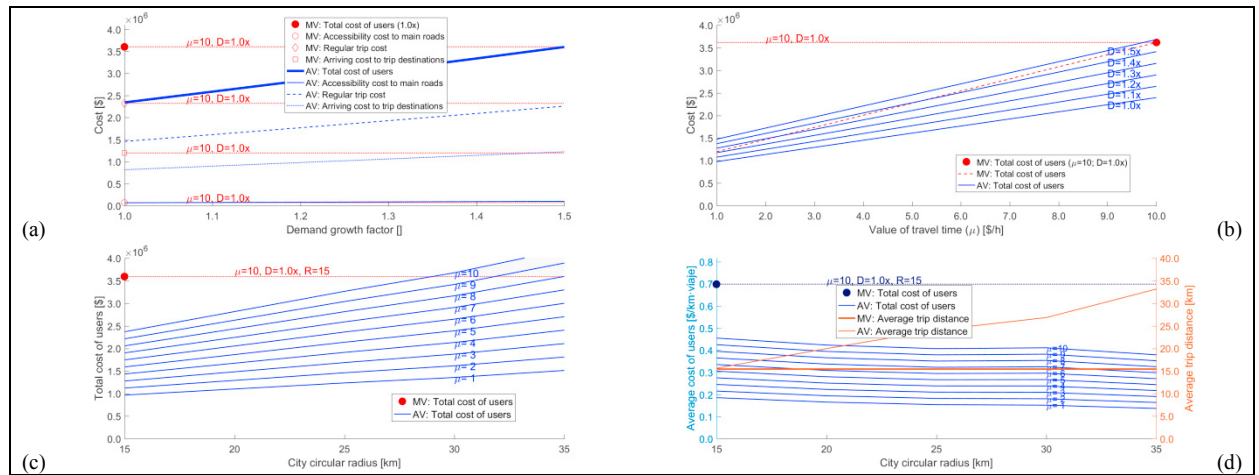 ×10⁶
4.0
3.5
3.0
2.5
2.0
1.5
1.0
0.5
0.0
Cost [$]
μ=10, D=1.0x
μ=10, D=1.0x
μ=10, D=1.0x
μ=10, D=1.0x
MV: Total cost of users (1.0x)
MV: Accessibility cost to main roads
MV: Regular trip cost
MV: Arriving cost to trip destinations
AV: Total cost of users
AV: Accessibility cost to main roads
AV: Regular trip cost
AV: Arriving cost to trip destinations
1.0 1.1 1.2 1.3 1.4 1.5
Demand growth factor []
(a)
×10⁶
4.0
3.5
3.0
2.5
2.0
1.5
1.0
0.5
0.0
Cost [$]
μ=10, D=1.0x
D=1.5x
D=1.4x
D=1.3x
D=1.2x
D=1.1x
D=1.0x
MV: Total cost of users (μ=10; D=1.0x)
MV: Total cost of users
AV: Total cost of users
1.0 2.0 3.0 4.0 5.0 6.0 7.0 8.0 9.0 10.0
Value of travel time (μ) [$/h]
(b)
×10⁶
4.0
3.5
3.0
2.5
2.0
1.5
1.0
0.5
0.0
Total cost of users [$]
μ=10, D=1.0x, R=15
μ=10
μ= 9
μ= 8
μ= 7
μ= 6
μ= 5
μ= 4
μ= 3
μ= 2
μ= 1
MV: Total cost of users
AV: Total cost of users
15 20 25 30 35
City circular radius [km]
(c)
0.8
0.7
0.6
0.5
0.4
0.3
0.2
0.1
0.0
Average cost of users [$/km·viaje]
μ=10, D=1.0x, R=15
MV: Total cost of users
AV: Total cost of users
MV: Average trip distance
AV: Average trip distance
μ=10
μ= 9
μ= 8
μ= 6
μ= 5
μ= 4
μ= 3
μ= 2
μ= 1
40.0
35.0
30.0
25.0
20.0
15.0
10.0
5.0
0.0
Average trip distance [km]
15 20 25 30 35
City circular radius [km]
(d)